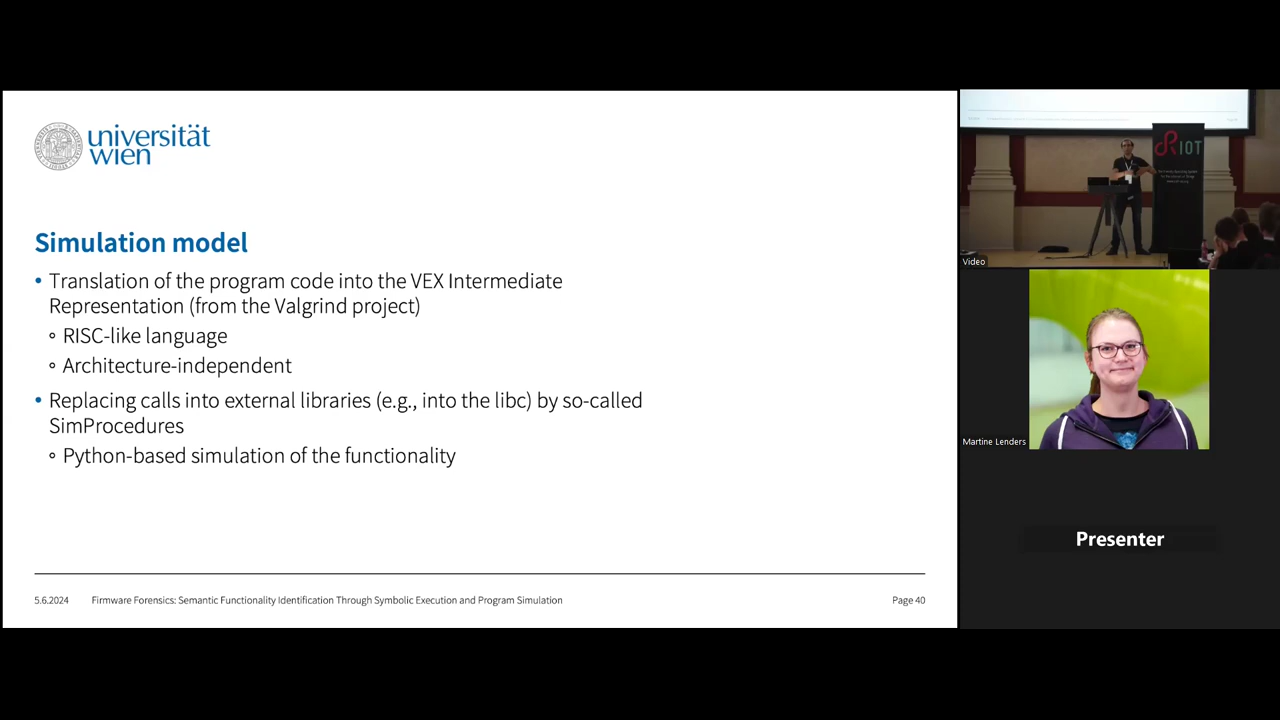 universität
wien
Simulation model
• Translation of the program code into the VEX Intermediate
Representation (from the Valgrind project)
∘ RISC-like language
∘ Architecture-independent
• Replacing calls into external libraries (e.g., into the libc) by so-called
SimProcedures
∘ Python-based simulation of the functionality
5.6.2024 Firmware Forensics: Semantic Functionality Identification Through Symbolic Execution and Program Simulation Page 40
RIOT
Video
Martine Lenders
Presenter